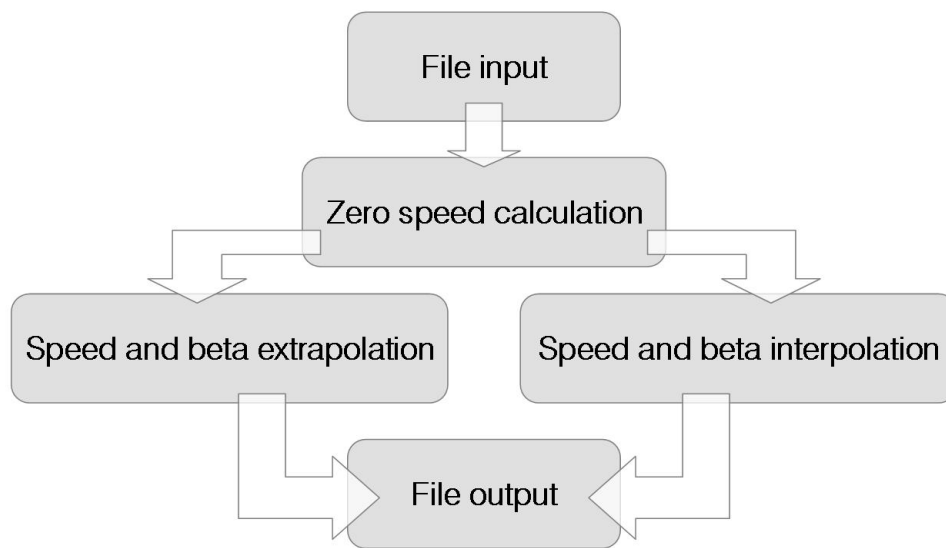 File input
Zero speed calculation
Speed and beta extrapolation
Speed and beta interpolation
File output